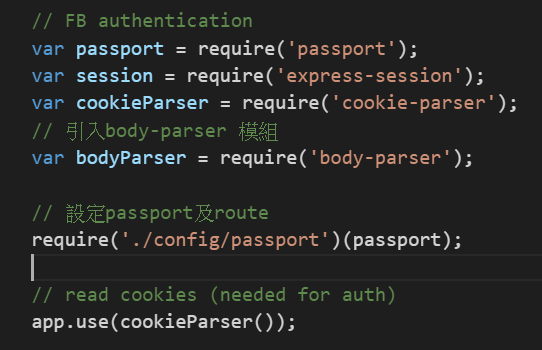 // FB authentication
var passport = require('passport');
var session = require('express-session');
var cookieParser = require('cookie-parser');
// 引入body-parser 模組
var bodyParser = require('body-parser');
// 設定passport及route
require('./config/passport')(passport);
// read cookies (needed for auth)
app.use(cookieParser());